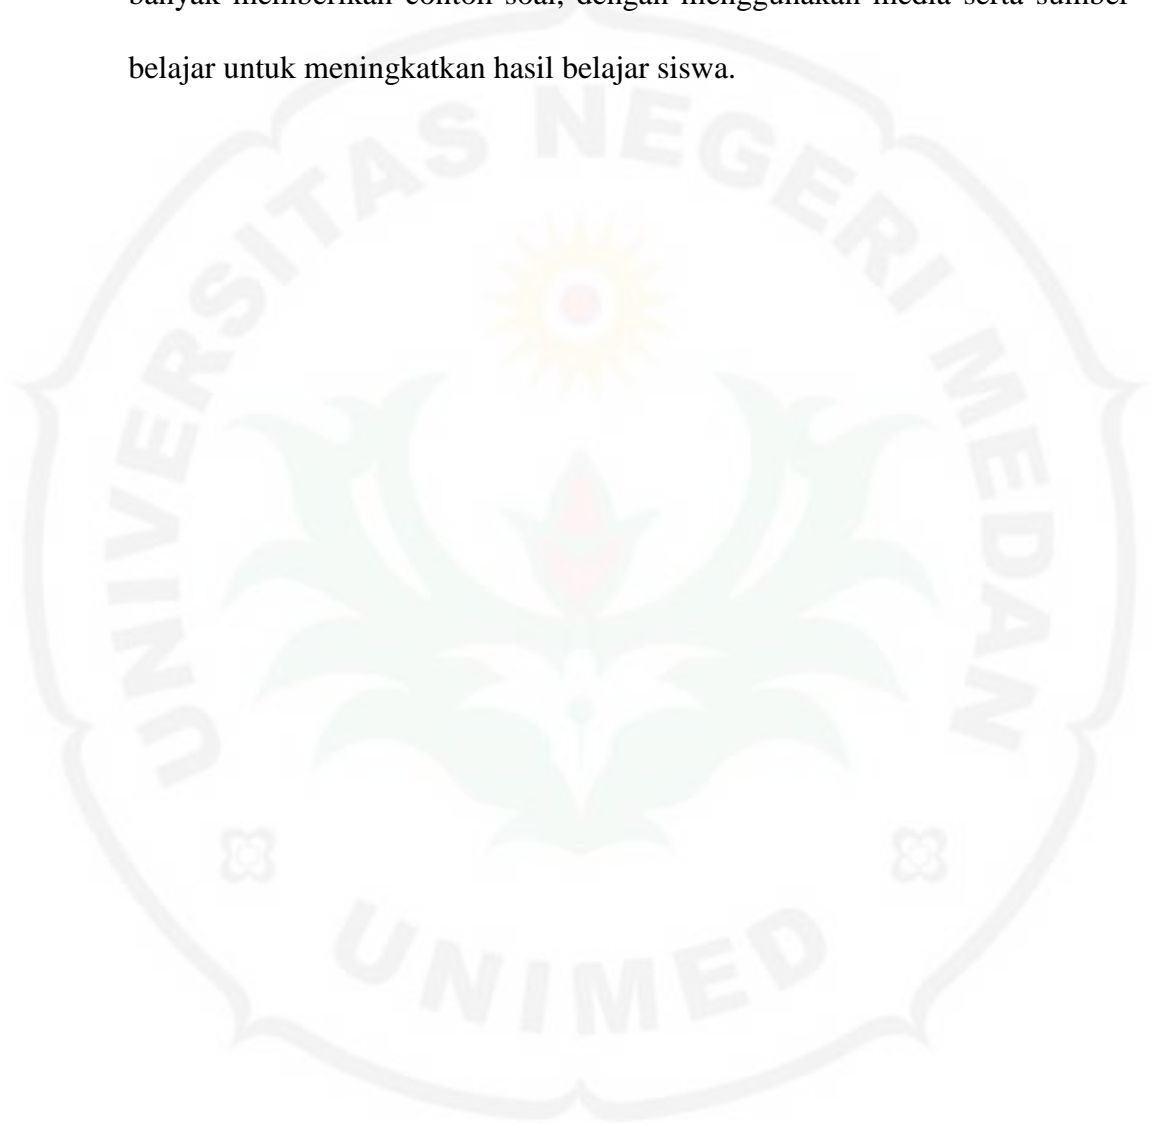 banyak memberikan contoh soal, dengan menggunakan media serta sumber
belajar untuk meningkatkan hasil belajar siswa.
UNIVERSITAS NEGERI MEDAN
UNIMED